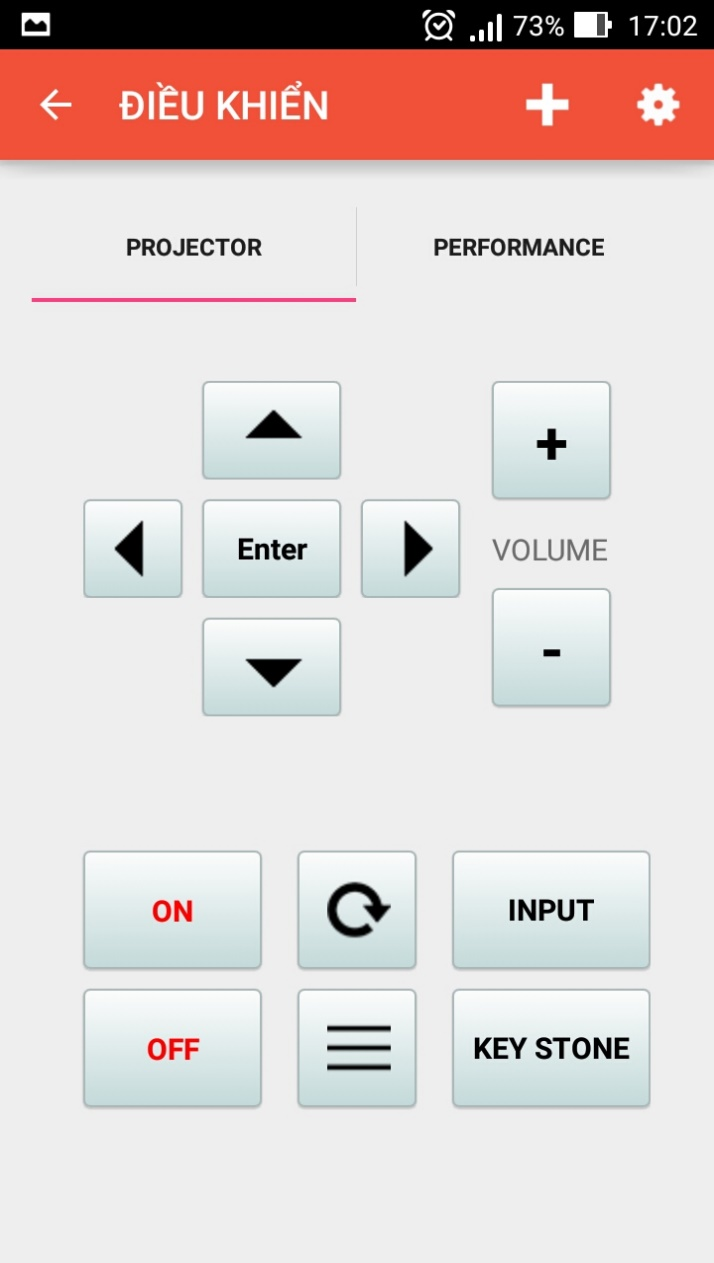 73% 17:02
ĐIỀU KHIỂN
PROJECTOR PERFORMANCE
+
Enter
VOLUME
-
ON INPUT
OFF KEY STONE